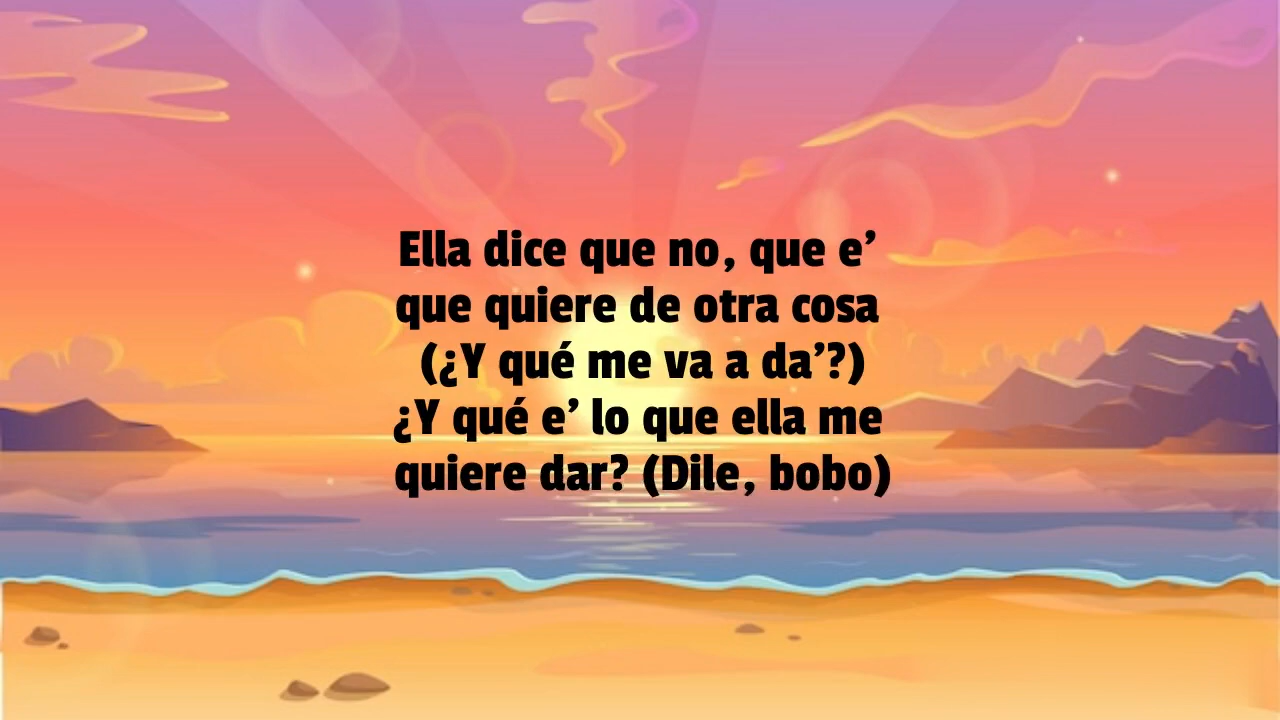 Ella dice que no, que e’
que quiere de otra cosa
(¿Y qué me va a da’?)
¿Y qué e’ lo que ella me
quiere dar? (Dile, bobo)